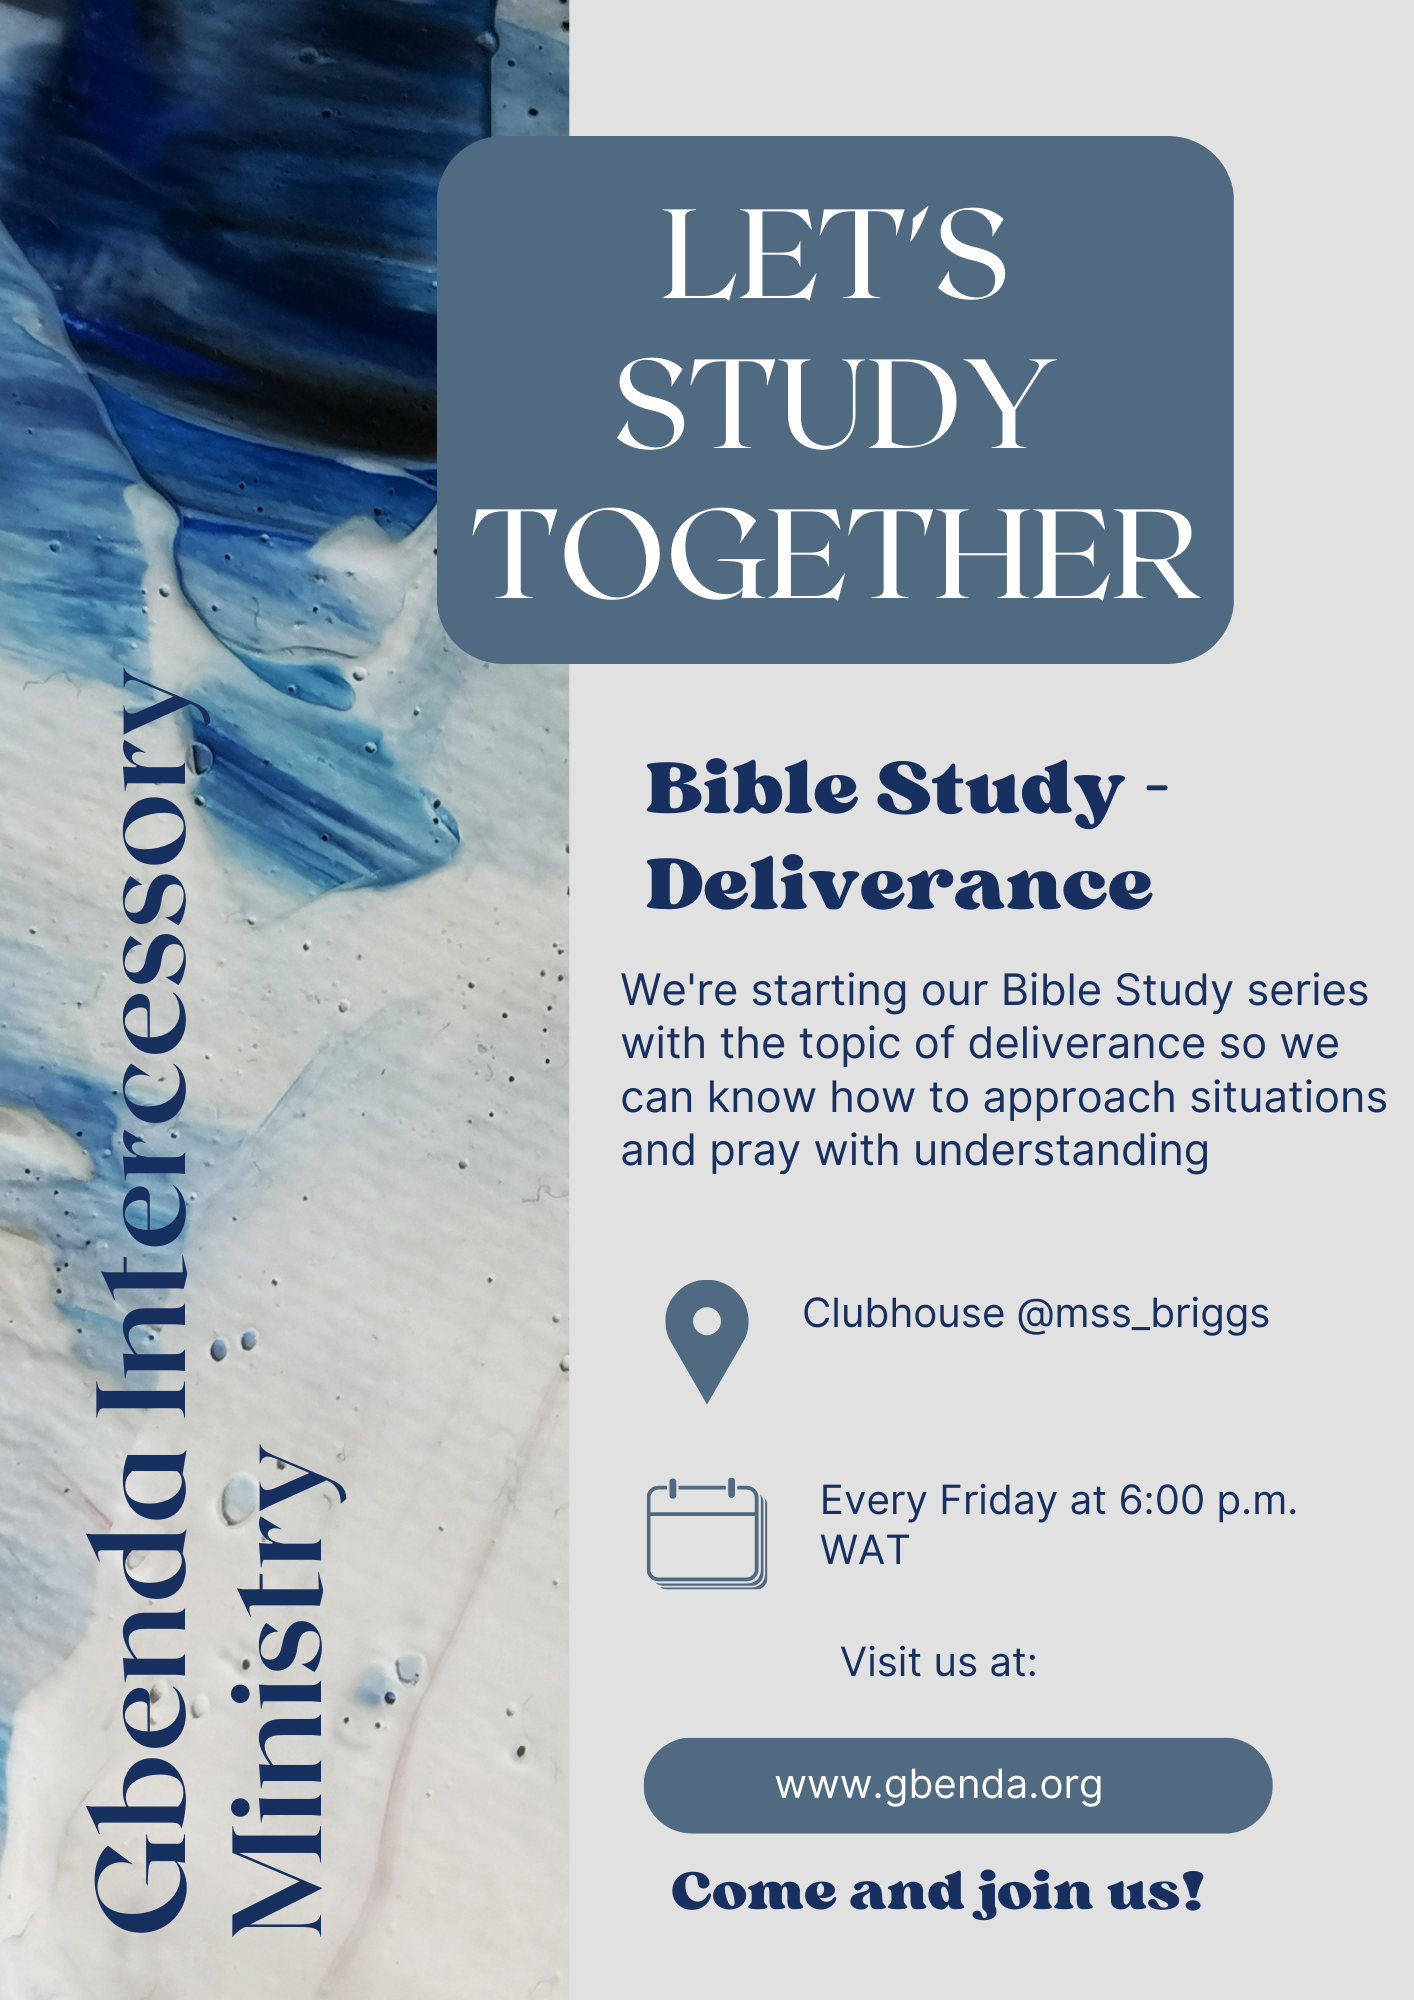 LET'S
STUDY
TOGETHER
Bible Study -
Deliverance
We're starting our Bible Study series
with the topic of deliverance so we
can know how to approach situations
and pray with understanding
Clubhouse @mss_briggs
Every Friday at 6:00 p.m.
WAT
Visit us at:
www.gbenda.org
Come and join us!
Gbenda Intercessory
Ministry